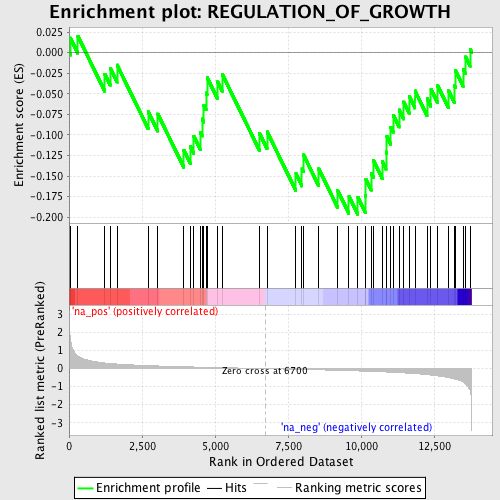 Enrichment plot: REGULATION_OF_GROWTH
Enrichment score (ES)
0.025
0.000
-0.025
-0.050
-0.075
-0.100
-0.125
-0.150
-0.175
-0.200
'na_pos' (positively correlated)
Ranked list metric (PreRanked)
3
2
1
0
-1
-2
-3
Zero cross at 6700
'na_neg' (negatively correlated)
0
2,500
5,000
7,500
10,000
12,500
Rank in Ordered Dataset
Enrichment profile
Hits
Ranking metric scores